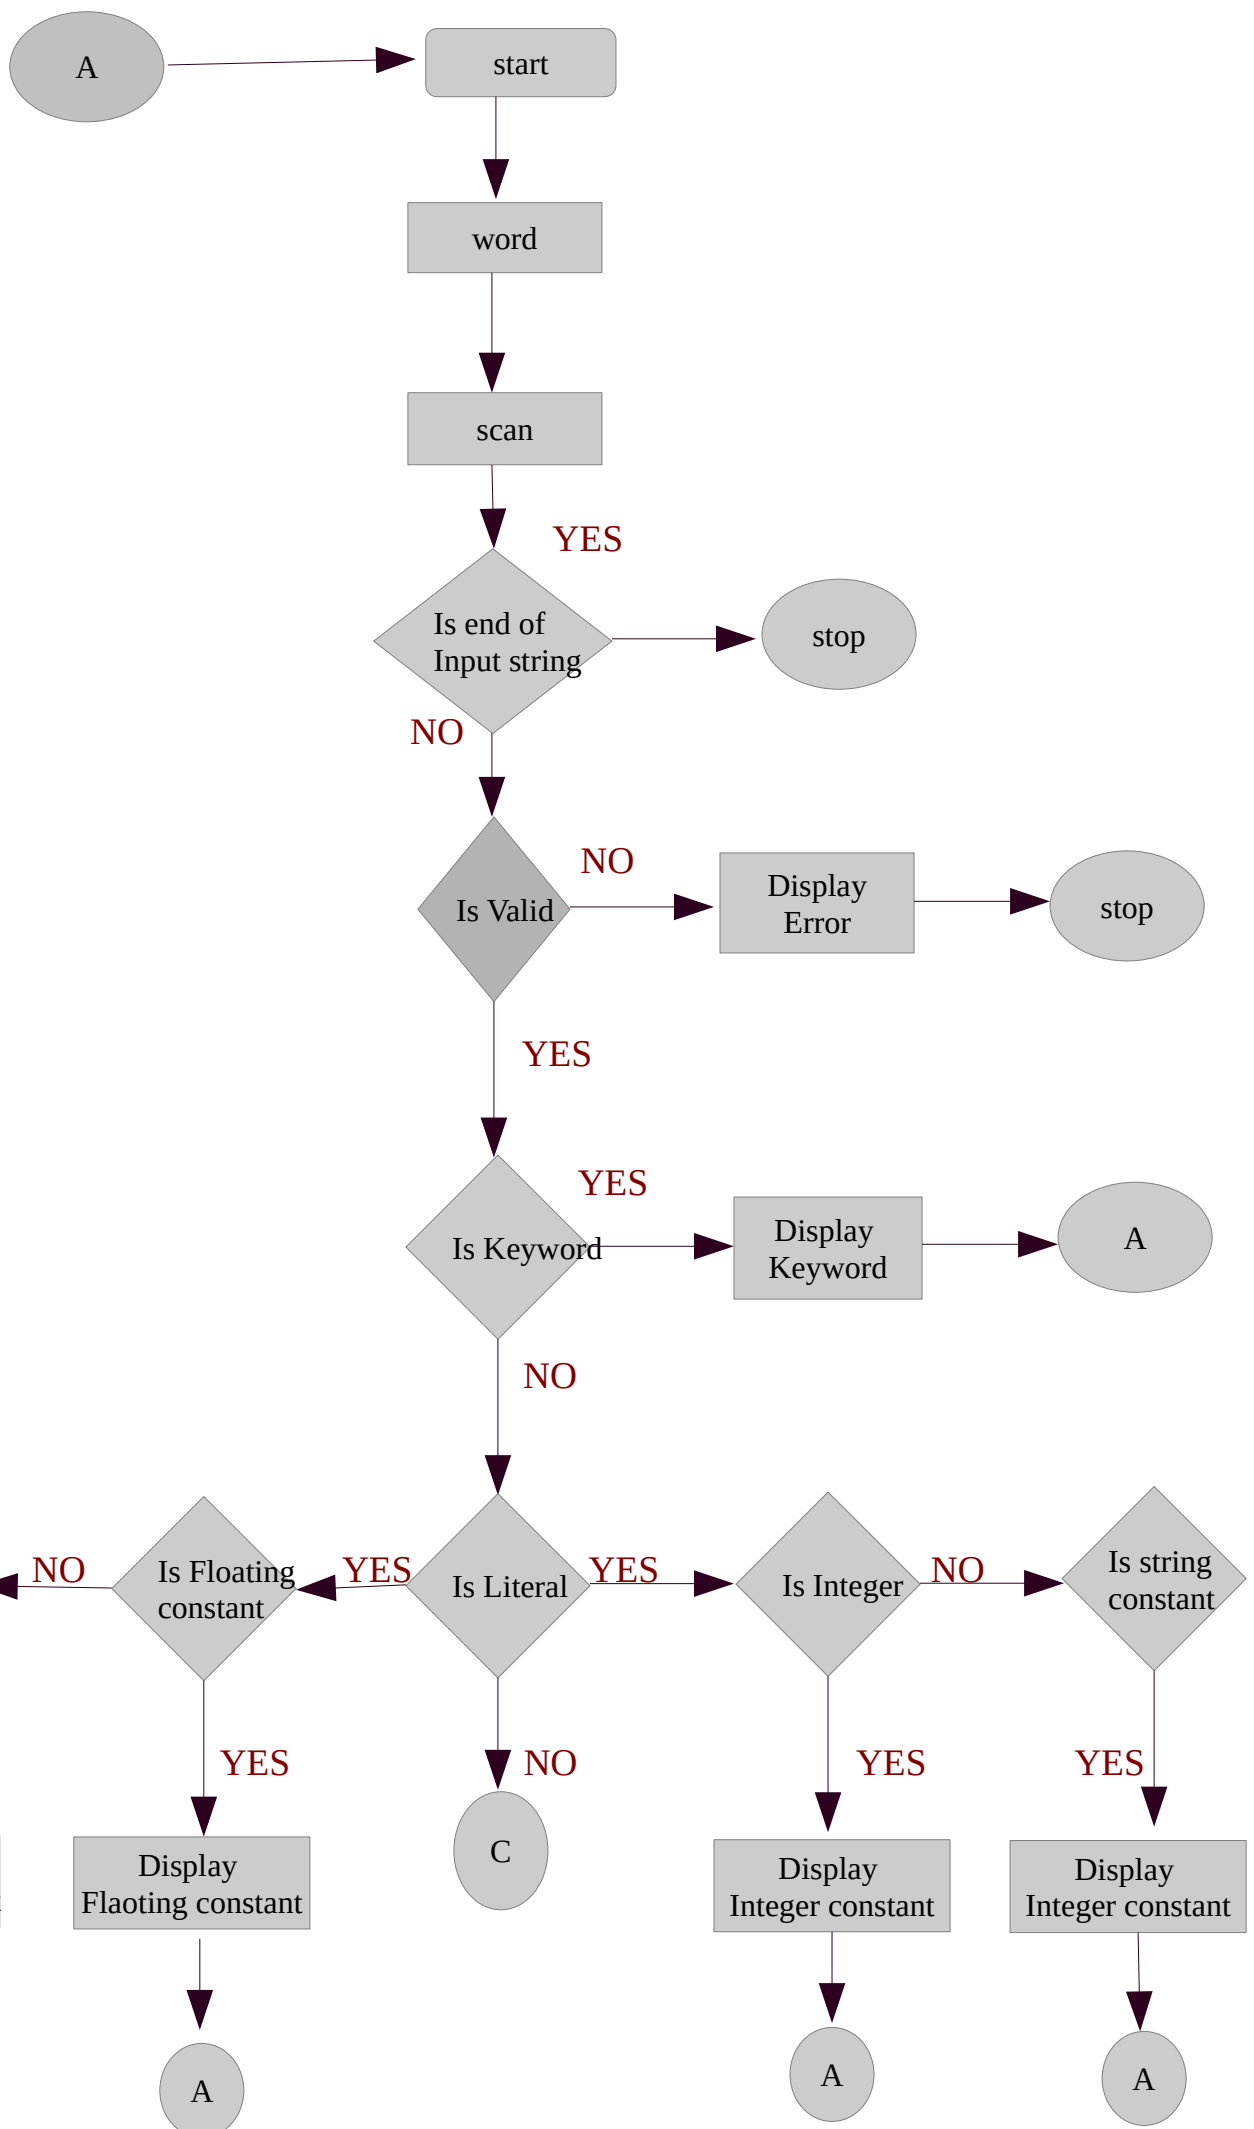 A
start
word
scan
YES
Is end of
Input string
stop
NO
NO
Is Valid
Display
Error
stop
YES
YES
Is Keyword
Display
Keyword
A
NO
NO
Is Floating
constant
YES
Is Literal
YES
Is Integer
NO
Is string
constant
YES
NO
YES
YES
Display
Flaoting constant
C
Display
Integer constant
Display
Integer constant
A
A
A